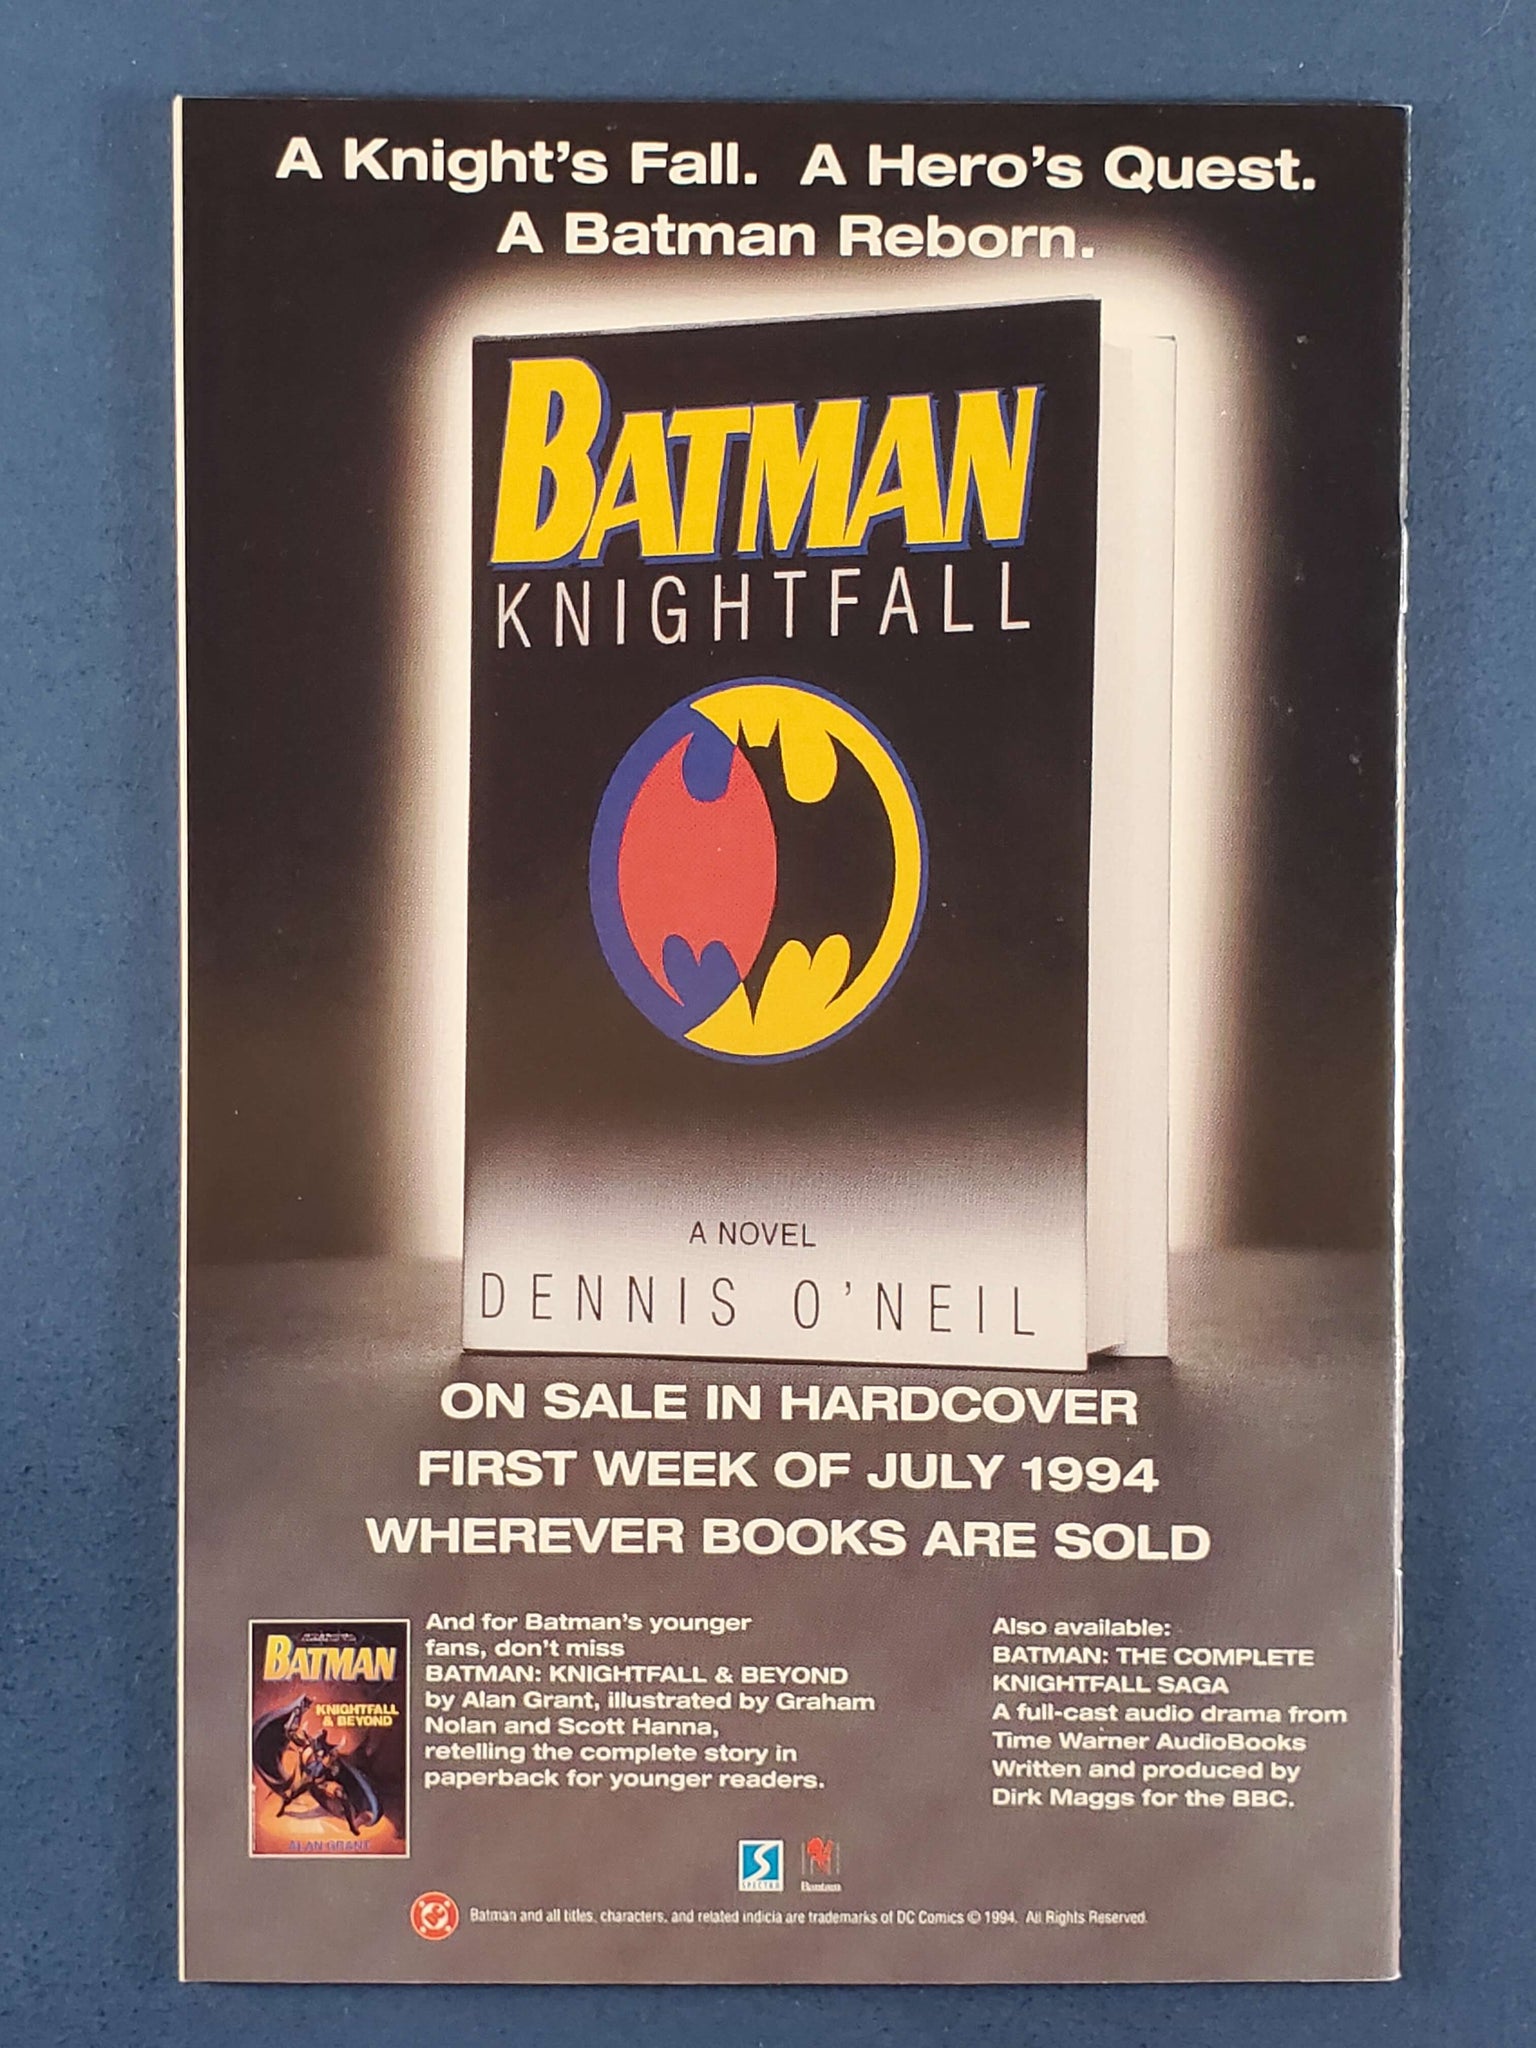 A Knight's Fall. A Hero's Quest.
A Batman Reborn.
BATMAN
KNIGHTFALL
A NOVEL
DENNIS O'NEIL
ON SALE IN HARDCOVER
FIRST WEEK OF JULY 1994
WHEREVER BOOKS ARE SOLD
BATMAN
KNIGHTFALL
& BEYOND
ALAN GRANT
And for Batman's younger
fans, don't miss
BATMAN: KNIGHTFALL & BEYOND
by Alan Grant, illustrated by Graham
Nolan and Scott Hanna,
retelling the complete story in
paperback for younger readers.
Also available:
BATMAN: THE COMPLETE
KNIGHTFALL SAGA
A full-cast audio drama from
Time Warner AudioBooks
Written and produced by
Dirk Maggs for the BBC.
S
SPECTRA
Bantam
Batman and all titles, characters, and related indicia are trademarks of DC Comics © 1994. All Rights Reserved.